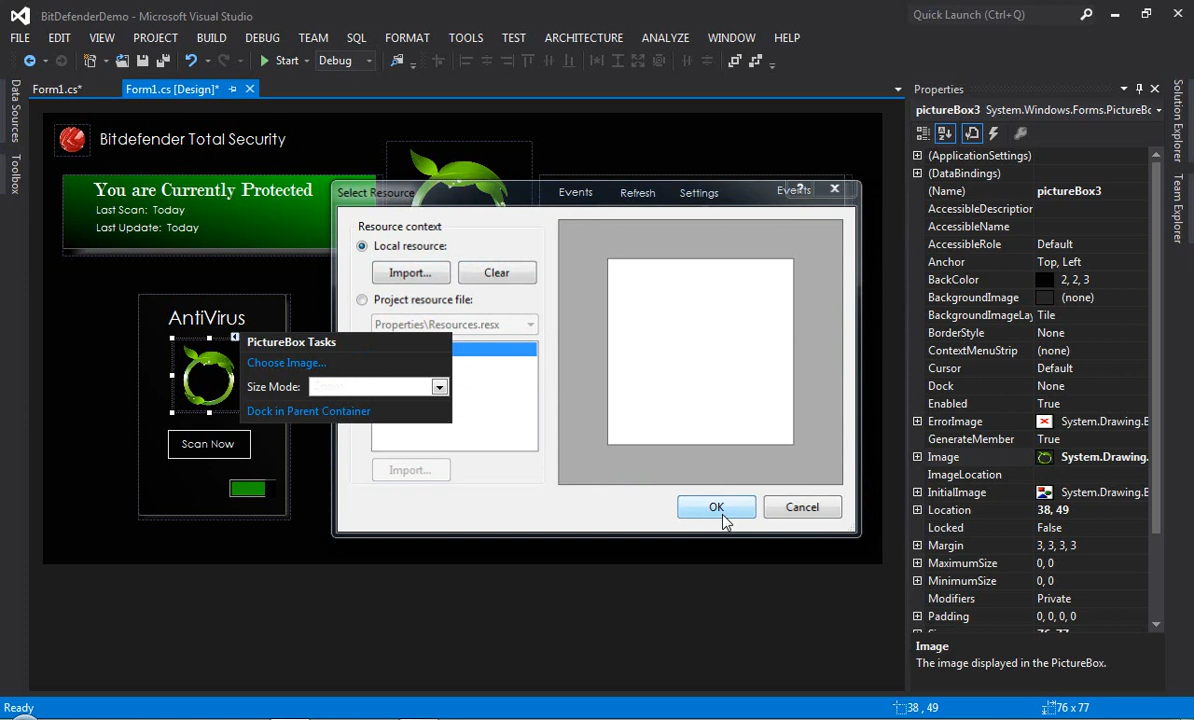 BitDefenderDemo - Microsoft Visual Studio
Quick Launch (Ctrl+Q)
FILE EDIT VIEW PROJECT BUILD DEBUG TEAM SQL FORMAT TOOLS TEST ARCHITECTURE ANALYZE WINDOW HELP
Start Debug
Form1.cs* Form1.cs [Design]*
Data Sources
Toolbox
Bitdefender Total Security
You are Currently Protected
Last Scan: Today
Last Update: Today
AntiVirus
Scan Now
PictureBox Tasks
Choose Image...
Size Mode:
Dock in Parent Container
Select Resource
Events Refresh Settings Events
Resource context
Local resource:
Import... Clear
Project resource file:
Properties\Resources.resx
Import...
OK Cancel
Properties
pictureBox3 System.Windows.Forms.PictureBc
(ApplicationSettings)
(DataBindings)
(Name) pictureBox3
AccessibleDescription
AccessibleName
AccessibleRole Default
Anchor Top, Left
BackColor 2, 2, 3
BackgroundImage (none)
BackgroundImageLay Tile
BorderStyle None
ContextMenuStrip (none)
Cursor Default
Dock None
Enabled True
ErrorImage System.Drawing.E
GenerateMember True
Image System.Drawing.
ImageLocation
InitialImage System.Drawing.E
Location 38, 49
Locked False
Margin 3, 3, 3, 3
MaximumSize 0, 0
MinimumSize 0, 0
Modifiers Private
Padding 0, 0, 0, 0
Image
The image displayed in the PictureBox.
Solution Explorer
Team Explorer
Ready
38 , 49
76 x 77